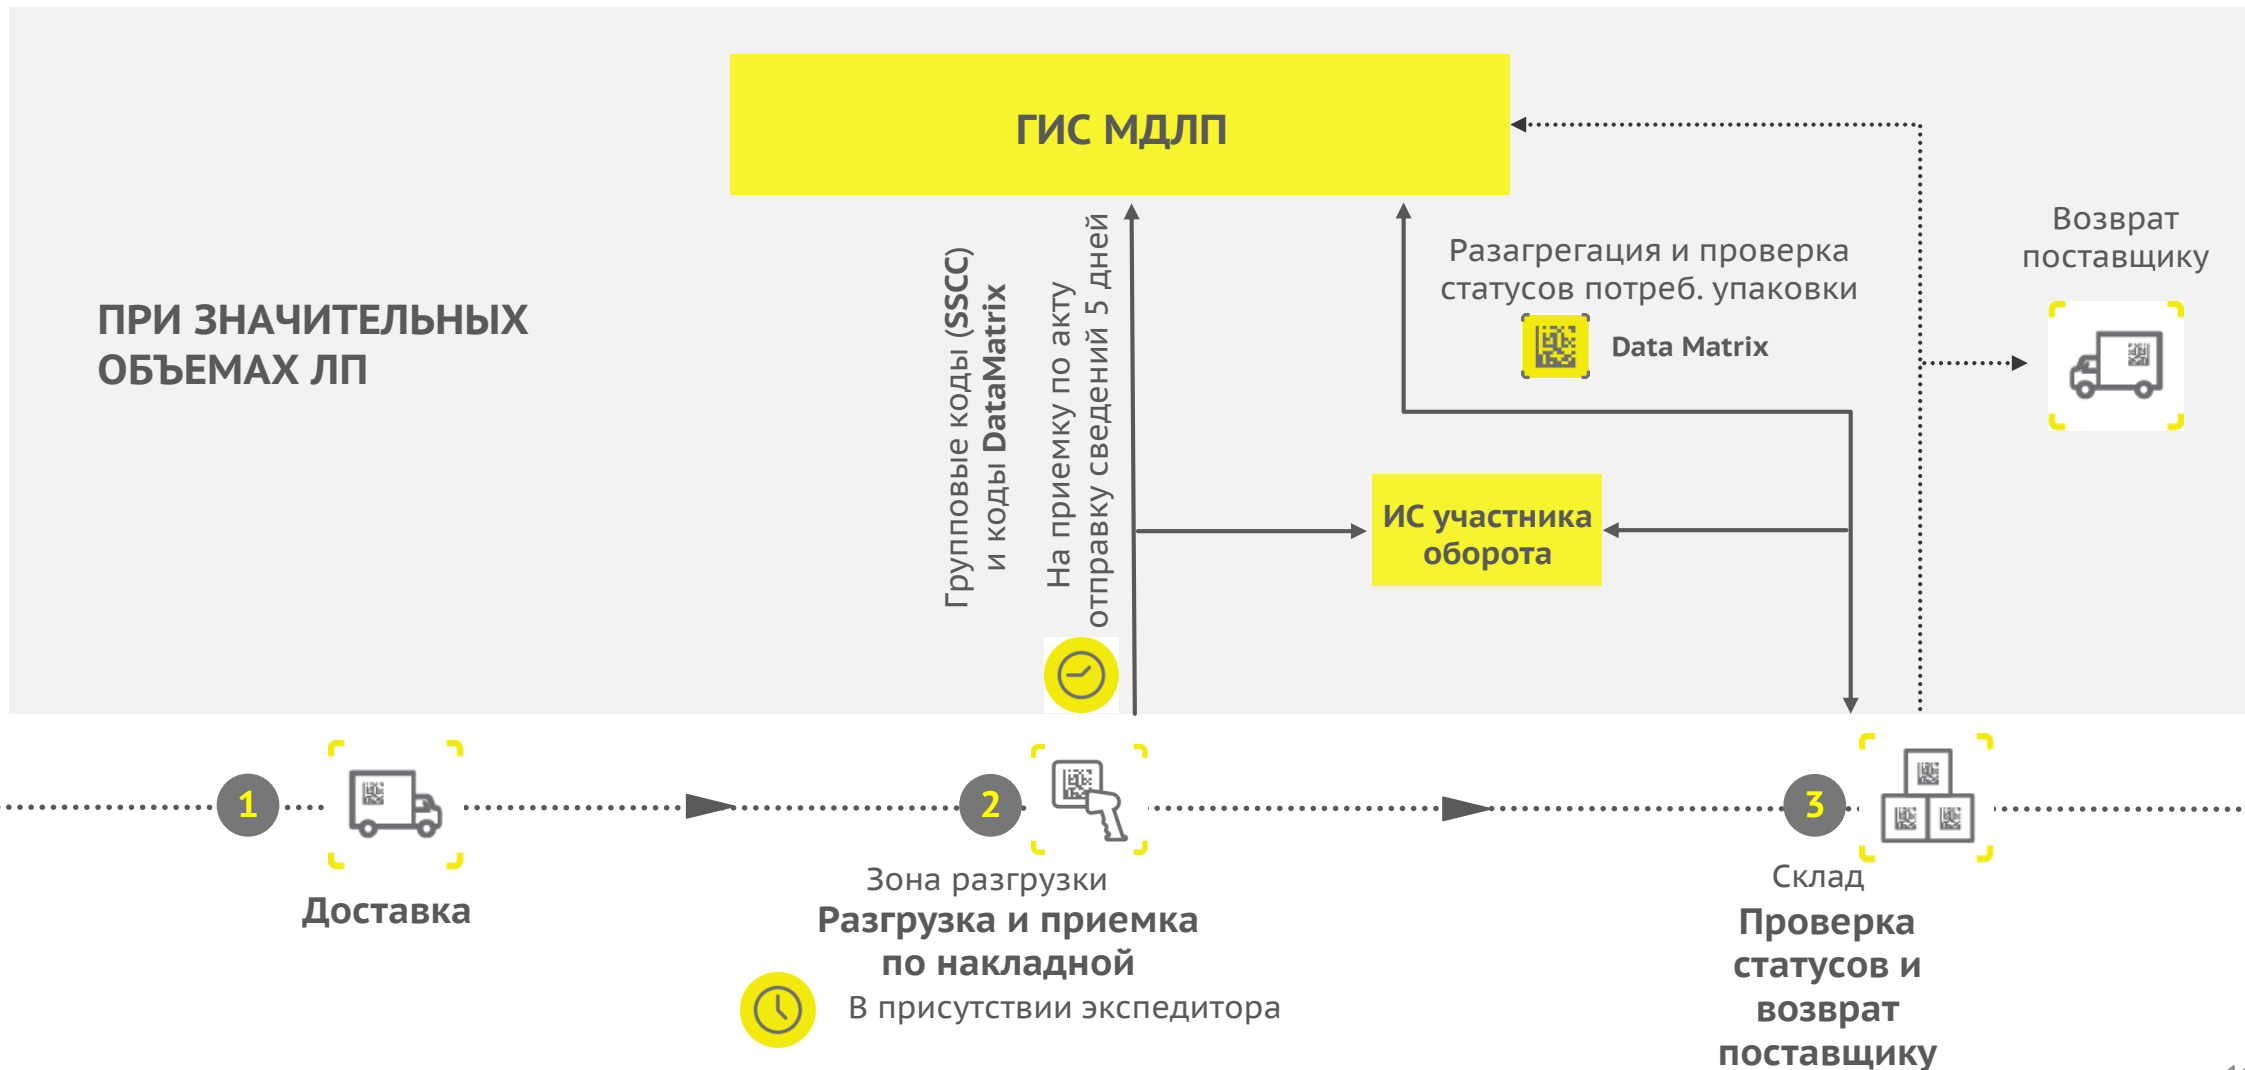 ГИС МДЛП
ПРИ ЗНАЧИТЕЛЬНЫХ
ОБЪЕМАХ ЛП
Групповые коды (SSCC)
и коды DataMatrix
На приемку по акту
отправку сведений 5 дней
Разагрегация и проверка
статусов потреб. упаковки
Data Matrix
Возврат
поставщику
ИС участника
оборота
1
Доставка
2
Зона разгрузки
Разгрузка и приемка
по накладной
В присутствии экспедитора
3
Склад
Проверка
статусов и
возврат
поставщику